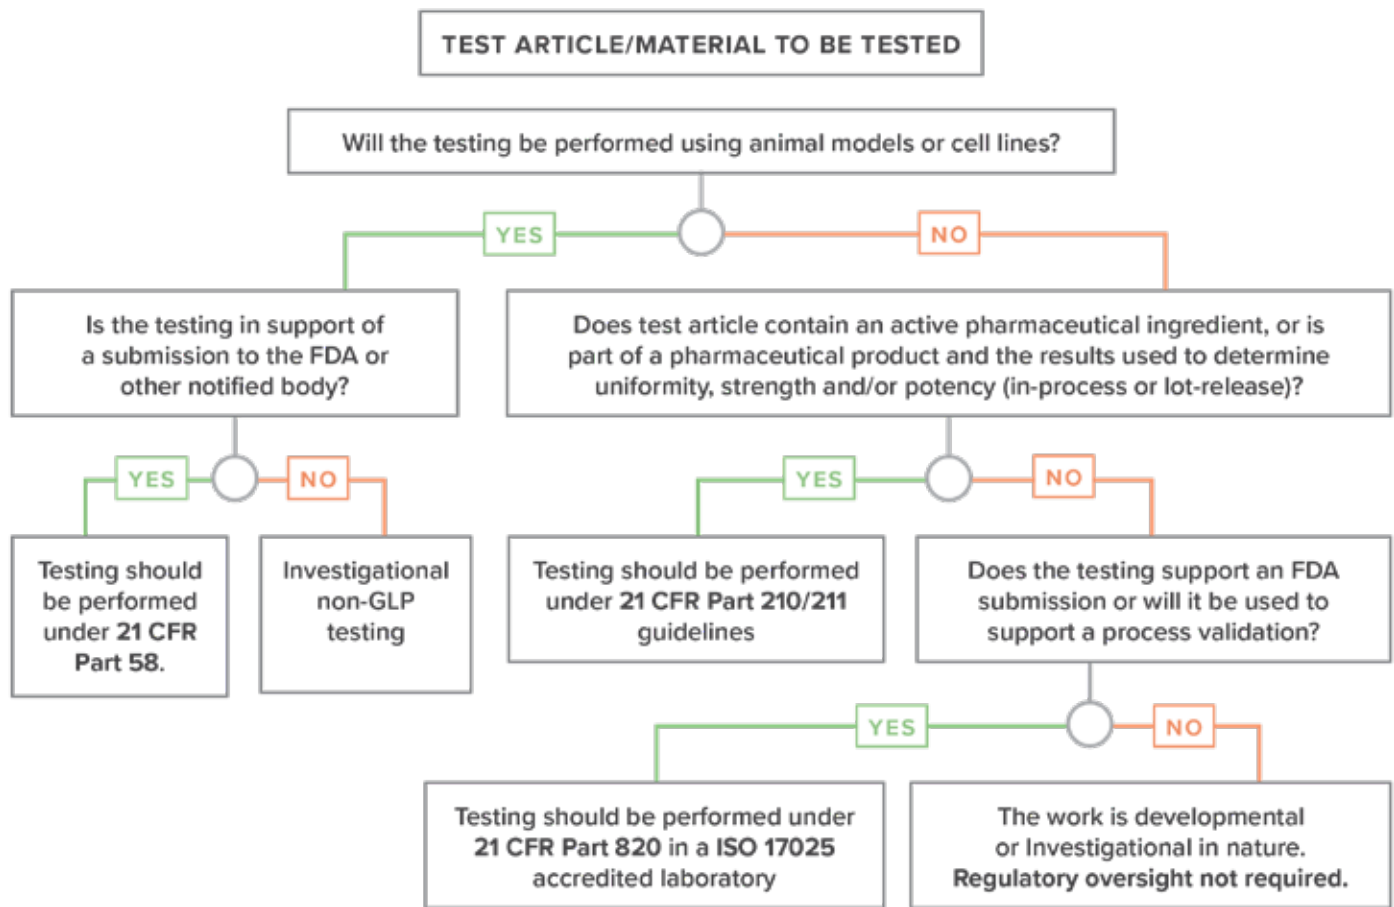 TEST ARTICLE/MATERIAL TO BE TESTED
Will the testing be performed using animal models or cell lines?
YES
NO
Is the testing in support of
a submission to the FDA or
other notified body?
Does test article contain an active pharmaceutical ingredient, or is
part of a pharmaceutical product and the results used to determine
uniformity, strength and/or potency (in-process or lot-release)?
YES
NO
YES
NO
Testing should
be performed
under 21 CFR
Part 58.
Investigational
non-GLP
testing
Testing should be performed
under 21 CFR Part 210/211
guidelines
Does the testing support an FDA
submission or will it be used to
support a process validation?
YES
NO
Testing should be performed under
21 CFR Part 820 in a ISO 17025
accredited laboratory
The work is developmental
or Investigational in nature.
Regulatory oversight not required.